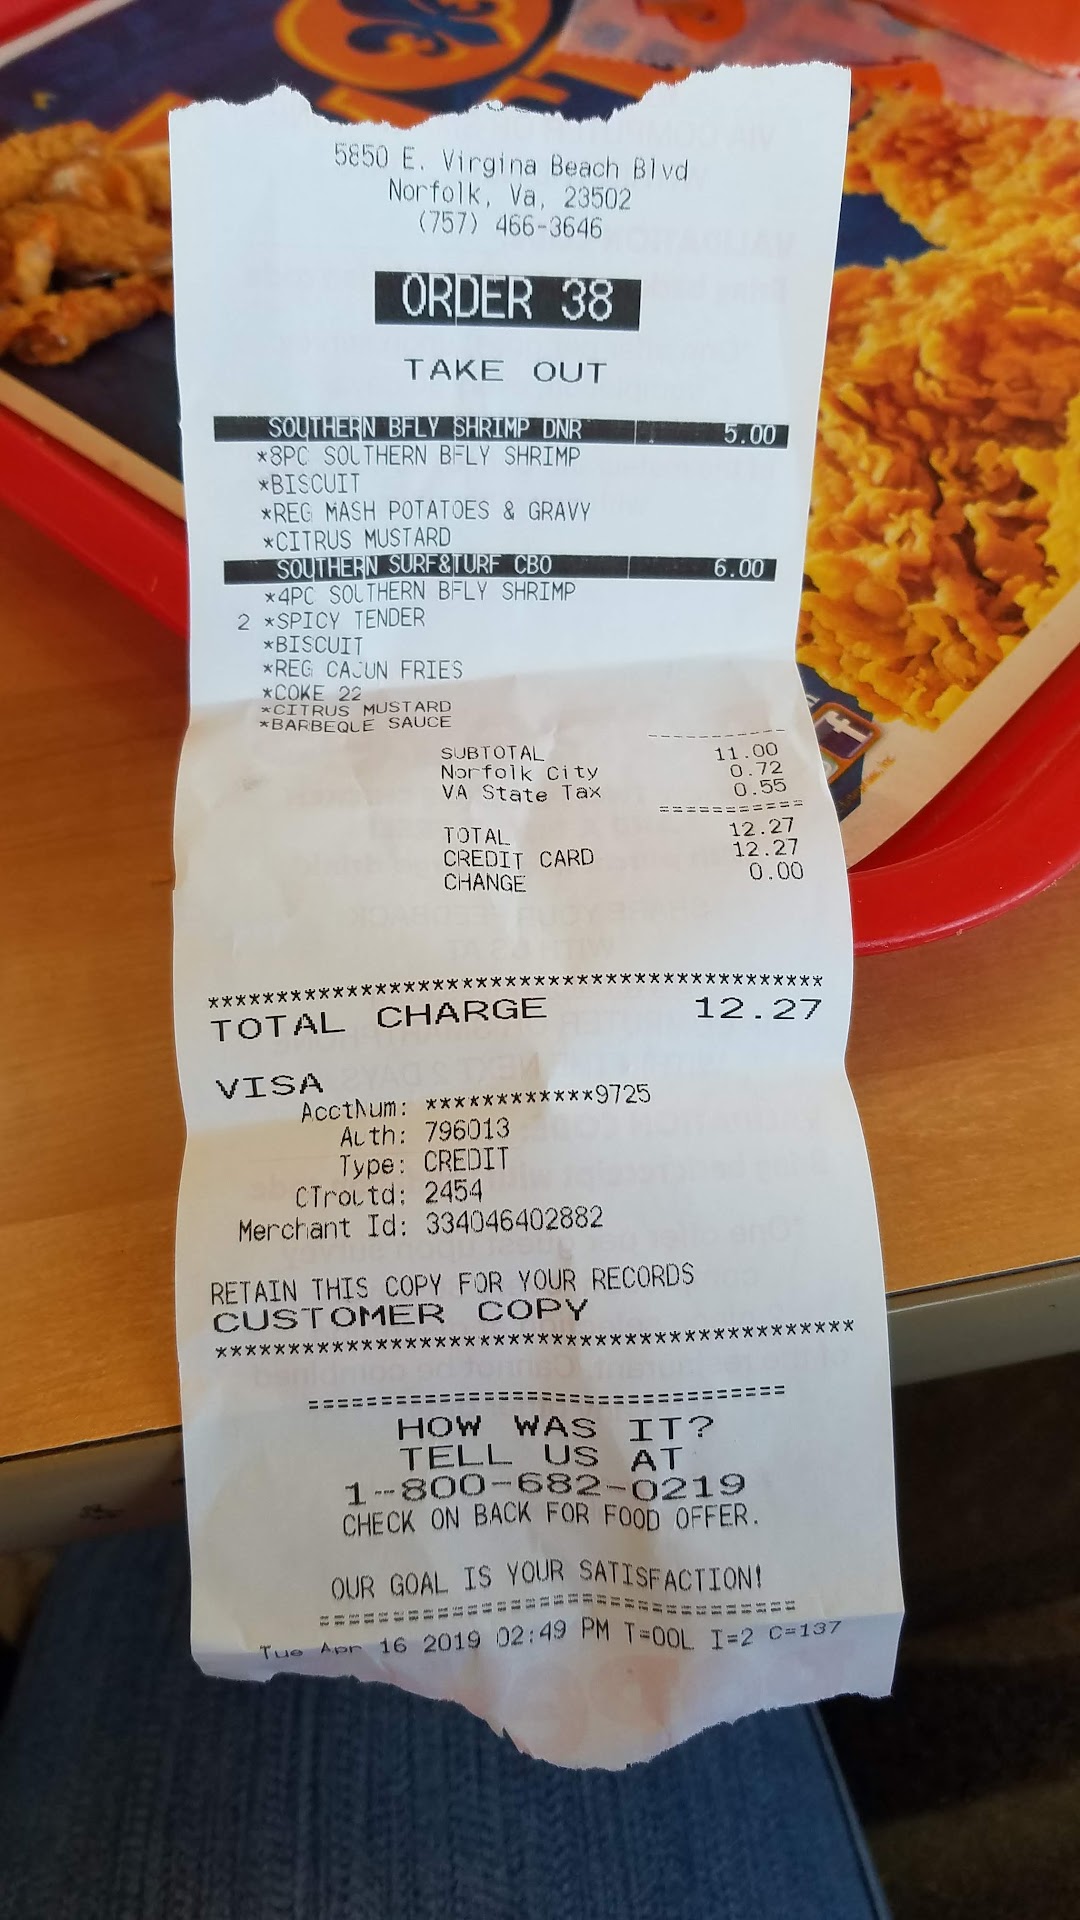 5850 E. Virgina Beach Blvd
Norfolk, Va, 23502
(757) 466-3646
ORDER 38
TAKE OUT
SOUTHERN BFLY SHRIMP DNR 5.00
*8PC SOUTHERN BFLY SHRIMP
*BISCUIT
*REG MASH POTATOES & GRAVY
*CITRUS MUSTARD
SOUTHERN SURF&TURF CBO 6.00
*4PC SOUTHERN BFLY SHRIMP
2 *SPICY TENDER
*BISCUIT
*REG CAJUN FRIES
*COKE 22
*CITRUS MUSTARD
*BARBEQUE SAUCE
-----------
SUBTOTAL 11.00
Norfolk City 0.72
VA State Tax 0.55
===========
TOTAL 12.27
CREDIT CARD 12.27
CHANGE 0.00
******************************************
TOTAL CHARGE 12.27
VISA
AcctNum: ************9725
Auth: 796013
Type: CREDIT
CTroutd: 2454
Merchant Id: 334046402882
RETAIN THIS COPY FOR YOUR RECORDS
CUSTOMER COPY
******************************************
=================================
HOW WAS IT?
TELL US AT
1-800-682-0219
CHECK ON BACK FOR FOOD OFFER.
OUR GOAL IS YOUR SATISFACTION!
=================================
Tue Apr 16 2019 02:49 PM T=00L I=2 C=137